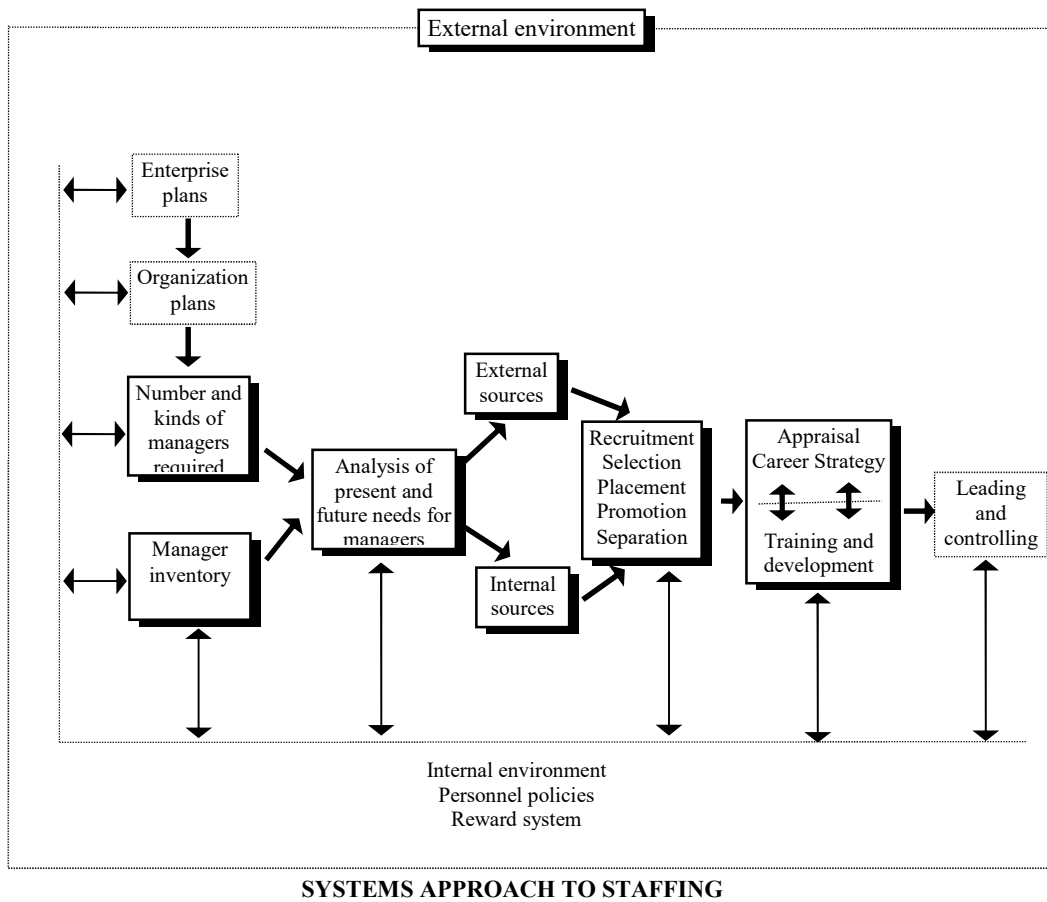 External environment
Enterprise
plans
Organization
plans
Number and
kinds of
managers
required
Manager
inventory
Analysis of
present and
future needs for
managers
External
sources
Internal
sources
Recruitment
Selection
Placement
Promotion
Separation
Appraisal
Career Strategy
Training and
development
Leading
and
controlling
Internal environment
Personnel policies
Reward system
SYSTEMS APPROACH TO STAFFING